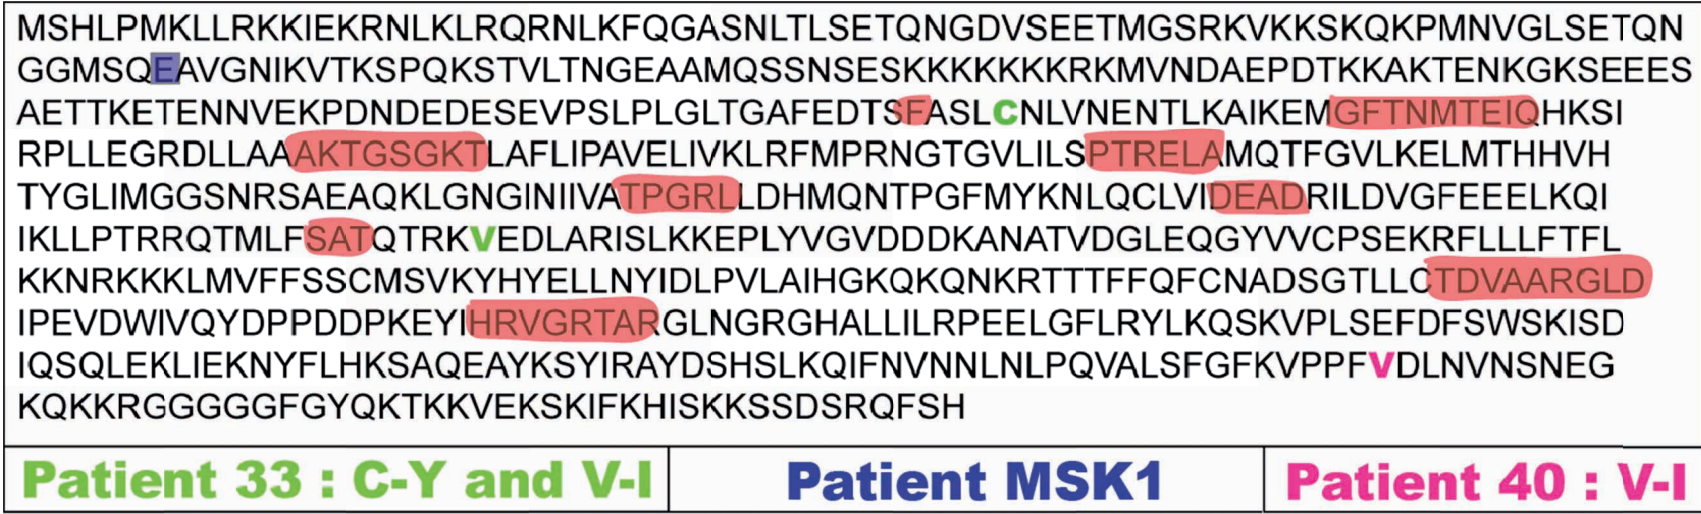 MSHLPMKLLRKKIEKRNLKLRQRNLKFQGASNLTLSETQNGDVSEETMGSRKVKKSKQKPMNVGLSETQN
GGMSQEAVGNIKVTKSPQKSTVLTNGEAAMQSSNSESKKKKKKKRKMVNDAEPDTKKAKTENKGKSEEES
AETTKETENNVEKPDNDEDESEVPSLPLGLTGAFEDTSFASLCNLVNENTLKAIKEMGFTNMTEIQHKSI
RPLLEGRDLLAAAKTGSGKTLAFLIPAVELIVKLRFMPRNGTGVLILSPTRELAMQTFGVLKELMTHHVH
TYGLIMGGSNRSAEAQKLGNGINIIVATPGRLLDHMQNTPGFMYKNLQCLVIDEADRILDVGFEEELKQI
IKLLPTRRQTMLFSATQTRKVEDLARISLKKEPLYVGVDDDKANATVDGLEQGYVVCPSEKRFLLLFTFL
KKNRKKKLMVFFSSCMSVKYHYELLNYIDLPVLAIHGKQKQNKRTTTFFQFCNADSGTLLCTDVAARGLD
IPEVDWIVQYDPPDDPKEYIHRVGRTARGLNGRGHALLILRPEELGFLRYLKQSKVPLSEFDFSWSKISD
IQSQLEKLIEKNYFLHKSAQEAYKSYIRAYDSHSLKQIFNVNNLNLPQVALSFGFKVPPFVDLNVNSNEG
KQKKRGGGGGFGYQKTKKVEKSKIFKHISKKSSDSRQFSH
Patient 33 : C-Y and V-I
Patient MSK1
Patient 40 : V-I